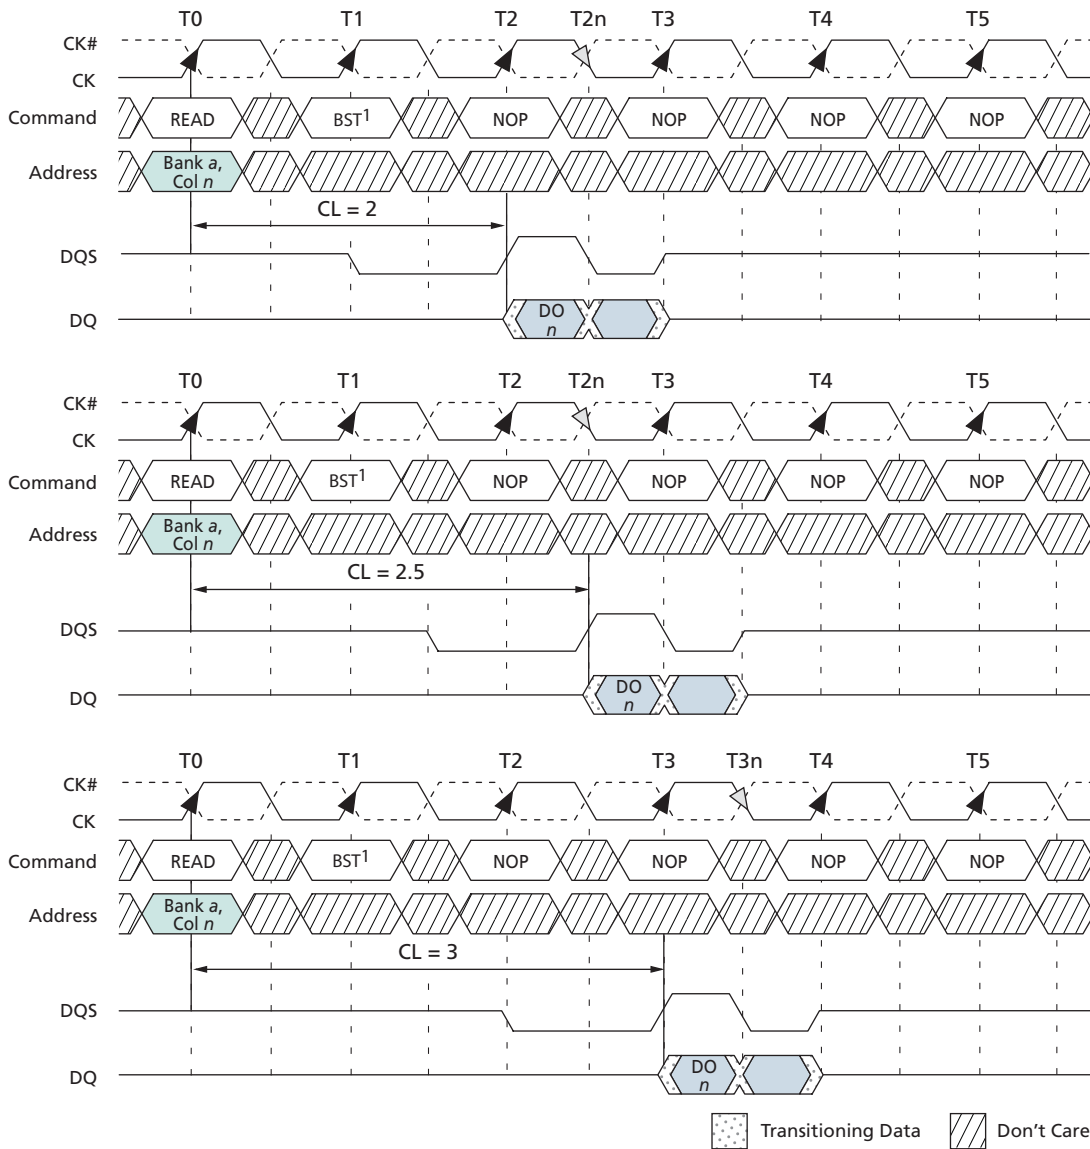 T0 T1 T2 T2n T3 T4 T5
CK#
CK
Command READ BST1 NOP NOP NOP NOP
Address Bank a,
Col n
CL = 2
DQS
DQ DO
n
T0 T1 T2 T2n T3 T4 T5
CK#
CK
Command READ BST1 NOP NOP NOP NOP
Address Bank a,
Col n
CL = 2.5
DQS
DQ DO
n
T0 T1 T2 T3 T3n T4 T5
CK#
CK
Command READ BST1 NOP NOP NOP NOP
Address Bank a,
Col n
CL = 3
DQS
DQ DO
n
Transitioning Data Don't Care